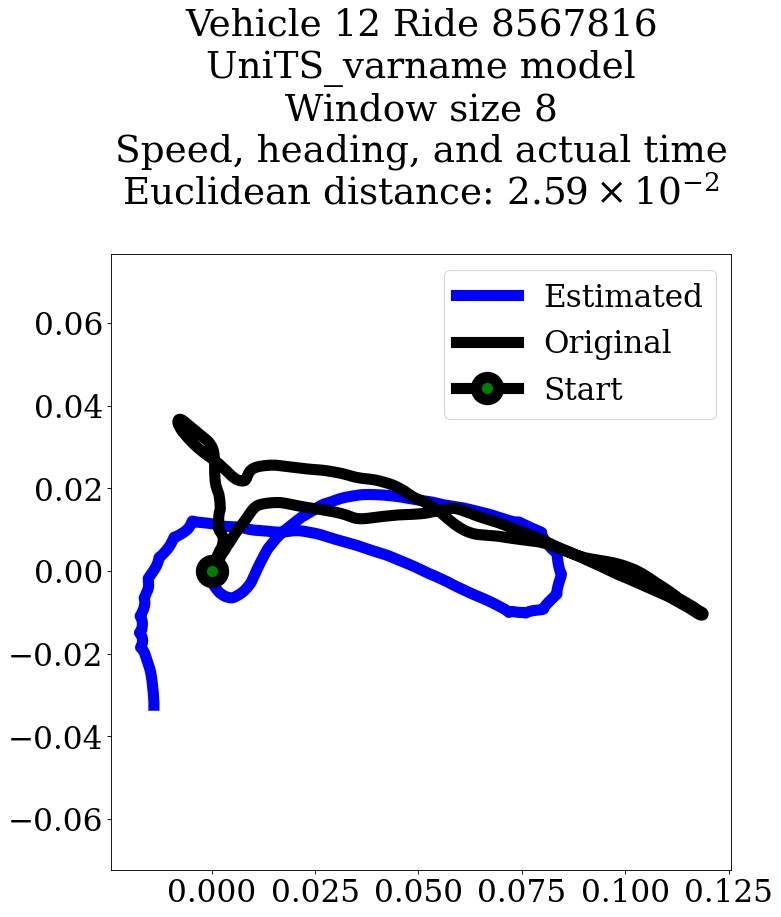 Vehicle 12 Ride 8567816
UniTS_varname model
Window size 8
Speed, heading, and actual time
Euclidean distance: 2.59 × 10⁻²
Estimated
Original
Start
0.06
0.04
0.02
0.00
−0.02
−0.04
−0.06
0.000 0.025 0.050 0.075 0.100 0.125